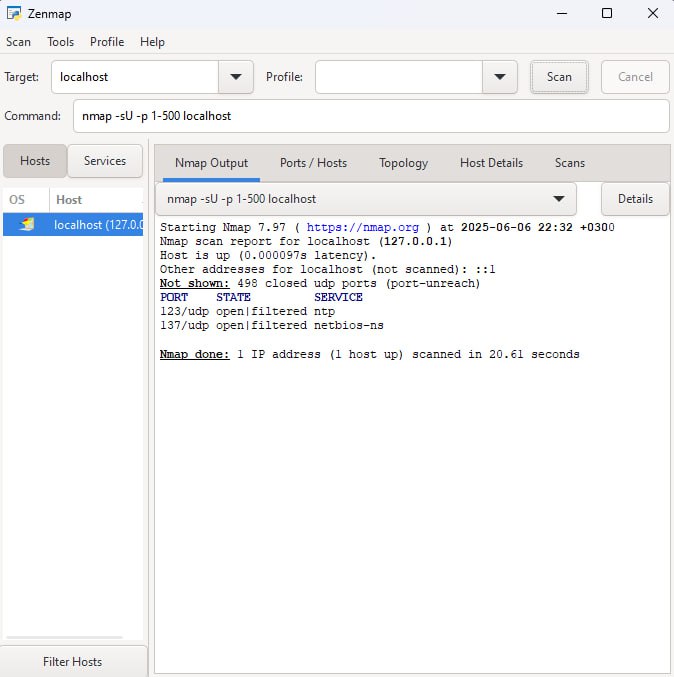 Zenmap
Scan Tools Profile Help
Target: localhost Profile: Scan Cancel
Command: nmap -sU -p 1-500 localhost
Hosts Services
OS Host
localhost (127.0.0
Filter Hosts
Nmap Output Ports / Hosts Topology Host Details Scans
nmap -sU -p 1-500 localhost Details
Starting Nmap 7.97 ( https://nmap.org ) at 2025-06-06 22:32 +0300
Nmap scan report for localhost (127.0.0.1)
Host is up (0.000097s latency).
Other addresses for localhost (not scanned): ::1
Not shown: 498 closed udp ports (port-unreach)
PORT STATE SERVICE
123/udp open|filtered ntp
137/udp open|filtered netbios-ns
Nmap done: 1 IP address (1 host up) scanned in 20.61 seconds